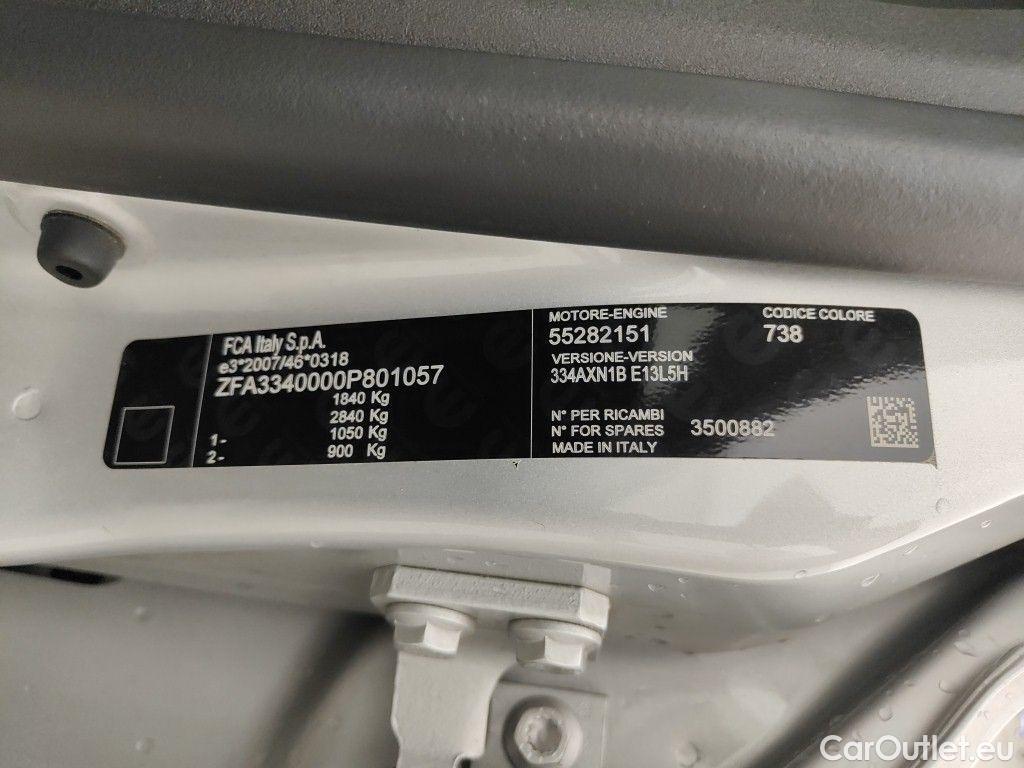 FCA Italy S.p.A.
e3*2007/46*0318
ZFA3340000P801057
1840 Kg
2840 Kg
1- 1050 Kg
2- 900 Kg
MOTORE-ENGINE
55282151
CODICE COLORE
738
VERSIONE-VERSION
334AXN1B E13L5H
N° PER RICAMBI
N° FOR SPARES 3500882
MADE IN ITALY
CarOutlet.eu